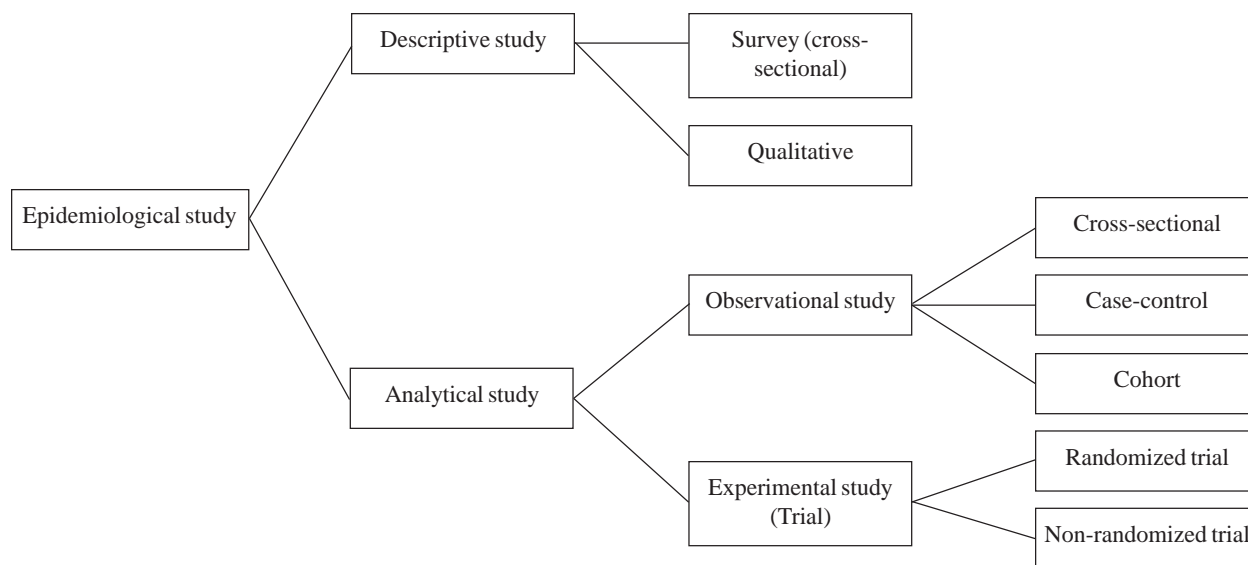 Descriptive study
Survey (cross-
sectional)
Qualitative
Epidemiological study
Cross-sectional
Observational study
Case-control
Cohort
Analytical study
Randomized trial
Experimental study
(Trial)
Non-randomized trial